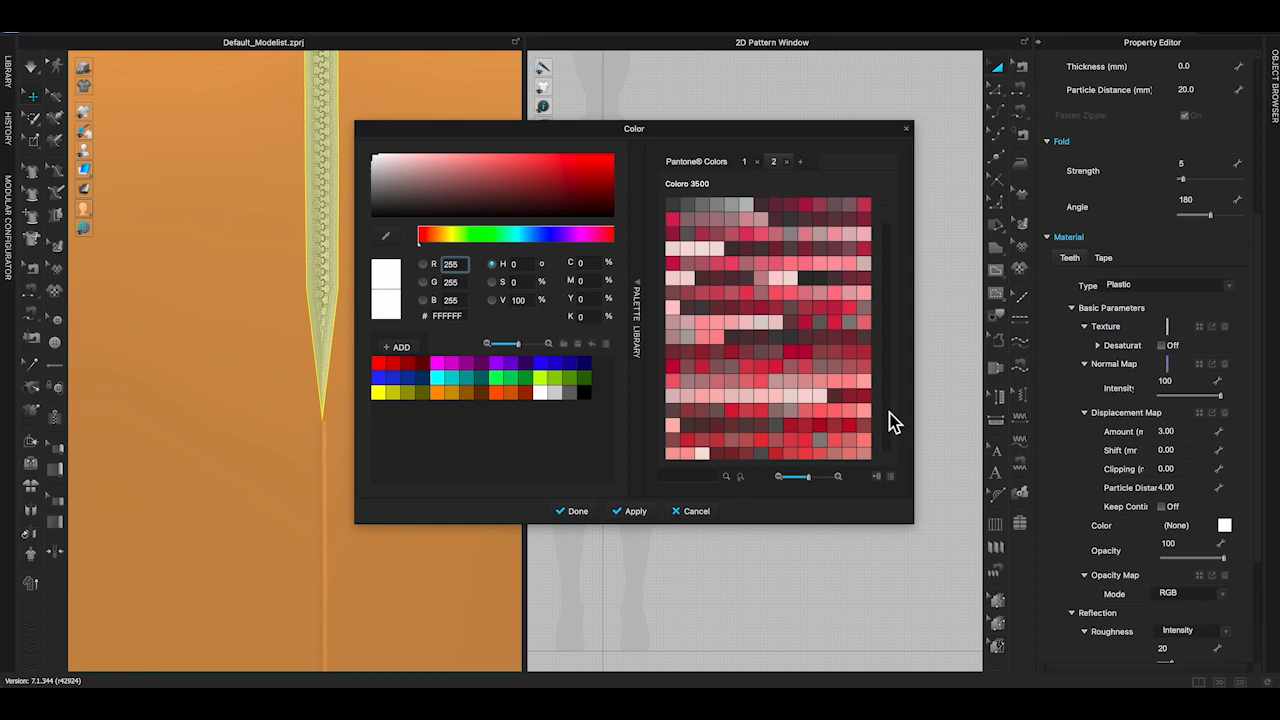 Default_Modelist.zprj
2D Pattern Window
Property Editor
LIBRARY
HISTORY
MODULAR CONFIGURATOR
OBJECT BROWSER
Thickness (mm) 0.0
Particle Distance (mm) 20.0
Fasten Zipper On
Fold
Strength 5
Angle 180
Material
Teeth Tape
Type Plastic
Basic Parameters
Texture
Desaturat Off
Normal Map
Intensity 100
Displacement Map
Amount (r 3.00
Shift (mr 0.00
Clipping (r 0.00
Particle Distar 4.00
Keep Conti Off
Color (None)
Opacity 100
Opacity Map
Mode RGB
Reflection
Roughness Intensity
20
Color
Pantone® Colors 1 × 2 × +
Coloro 3500
R 255 H 0 o C 0 %
G 255 S 0 % M 0 %
B 255 V 100 % Y 0 %
# FFFFFF K 0 %
+ ADD
PALETTE LIBRARY
Done Apply Cancel
Version: 7.1.344 (r42924)
3D 2D